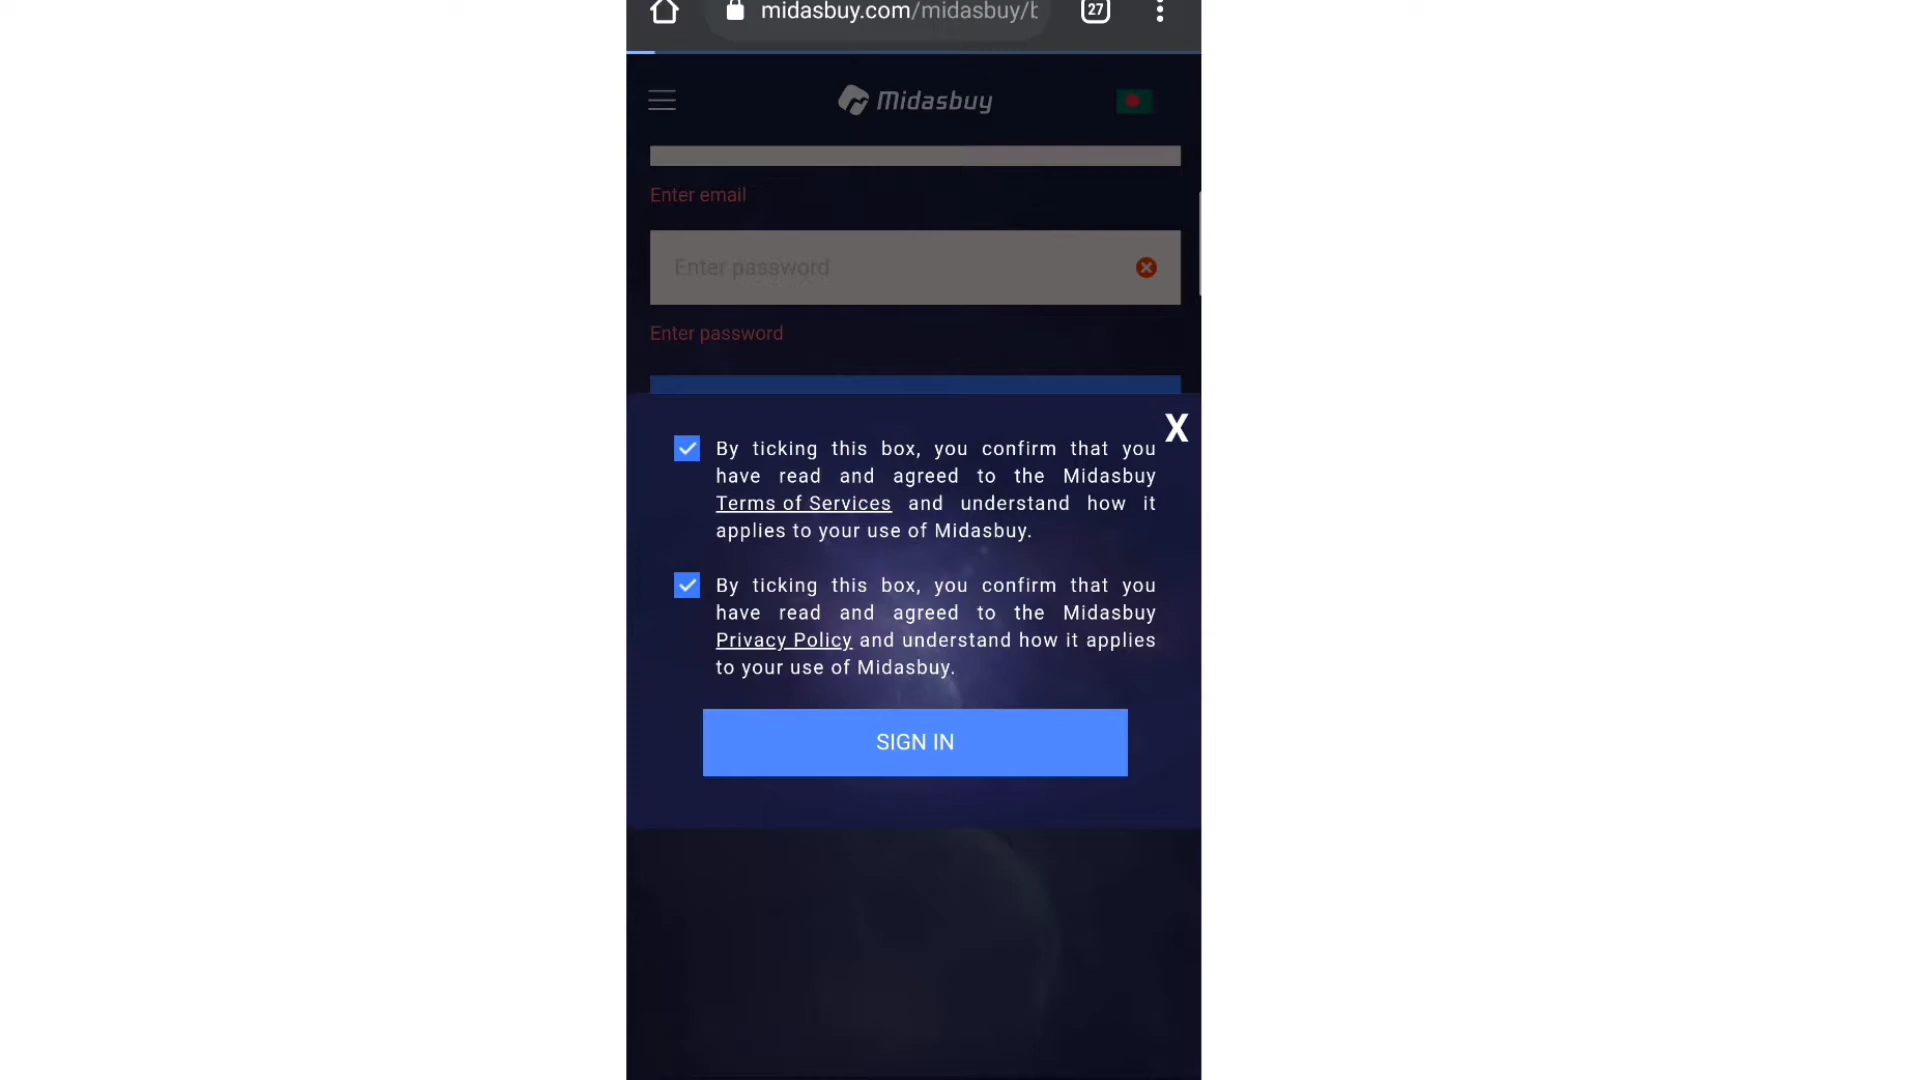 midasbuy.com/midasbuy/b
27
Midasbuy
Enter email
Enter password
Enter password
X
By ticking this box, you confirm that you
have read and agreed to the Midasbuy
Terms of Services and understand how it
applies to your use of Midasbuy.
By ticking this box, you confirm that you
have read and agreed to the Midasbuy
Privacy Policy and understand how it applies
to your use of Midasbuy.
SIGN IN